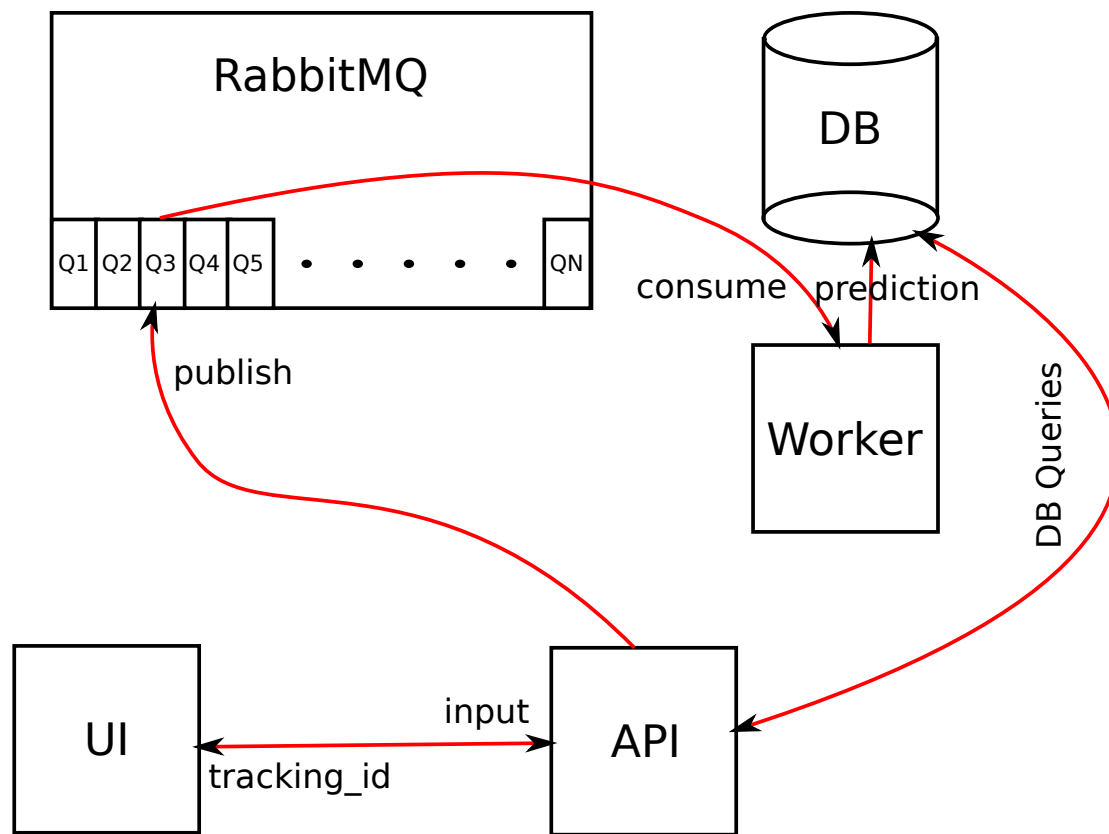 RabbitMQ
DB
Q1
Q2
Q3
Q4
Q5
QN
consume
prediction
publish
Worker
DB Queries
input
UI
API
tracking_id